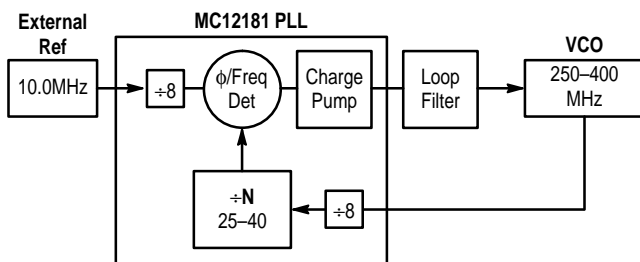 External
Ref
MC12181 PLL
VCO
10.0MHz
÷8
ϕ/Freq
Det
Charge
Pump
Loop
Filter
250–400
MHz
÷N
25–40
÷8